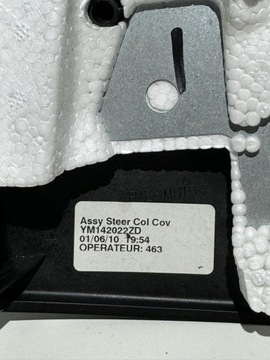 Assy Steer Col Cov
YM142022ZD
01/06/10 19:54
OPERATEUR: 463